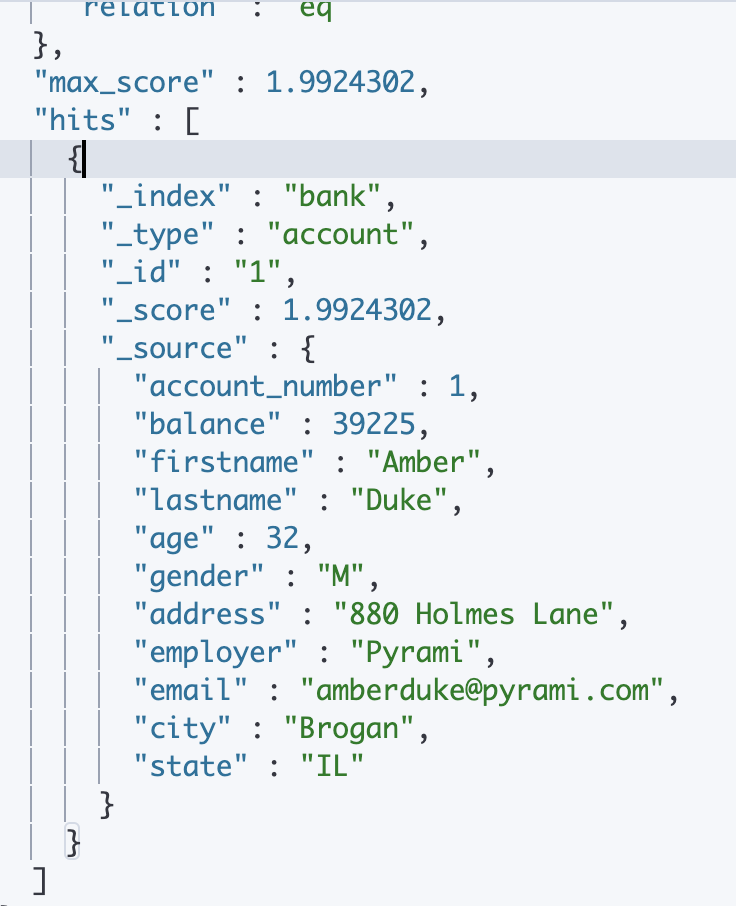 relation : eq
},
"max_score" : 1.9924302,
"hits" : [
{
"_index" : "bank",
"_type" : "account",
"_id" : "1",
"_score" : 1.9924302,
"_source" : {
"account_number" : 1,
"balance" : 39225,
"firstname" : "Amber",
"lastname" : "Duke",
"age" : 32,
"gender" : "M",
"address" : "880 Holmes Lane",
"employer" : "Pyrami",
"email" : "amberduke@pyrami.com",
"city" : "Brogan",
"state" : "IL"
}
}
]